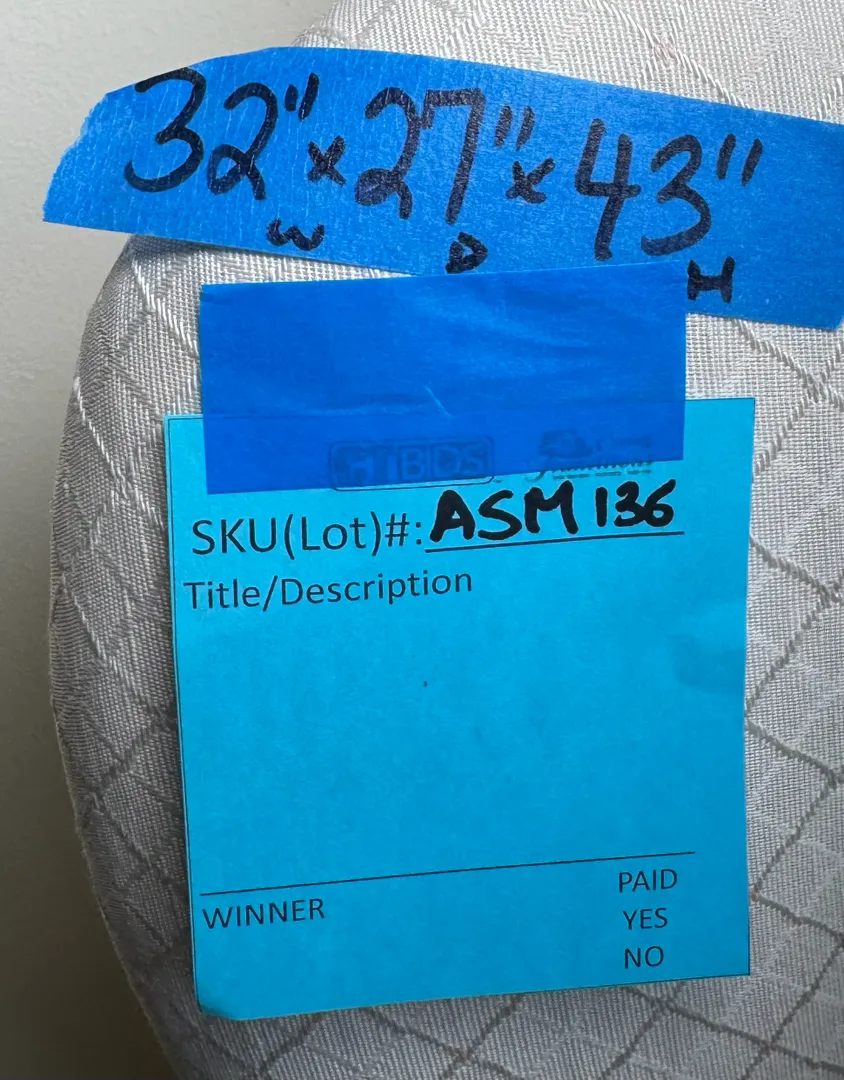 32" x 27" x 43"
W D H
SKU(Lot)#: ASM 136
Title/Description
WINNER
PAID
YES
NO